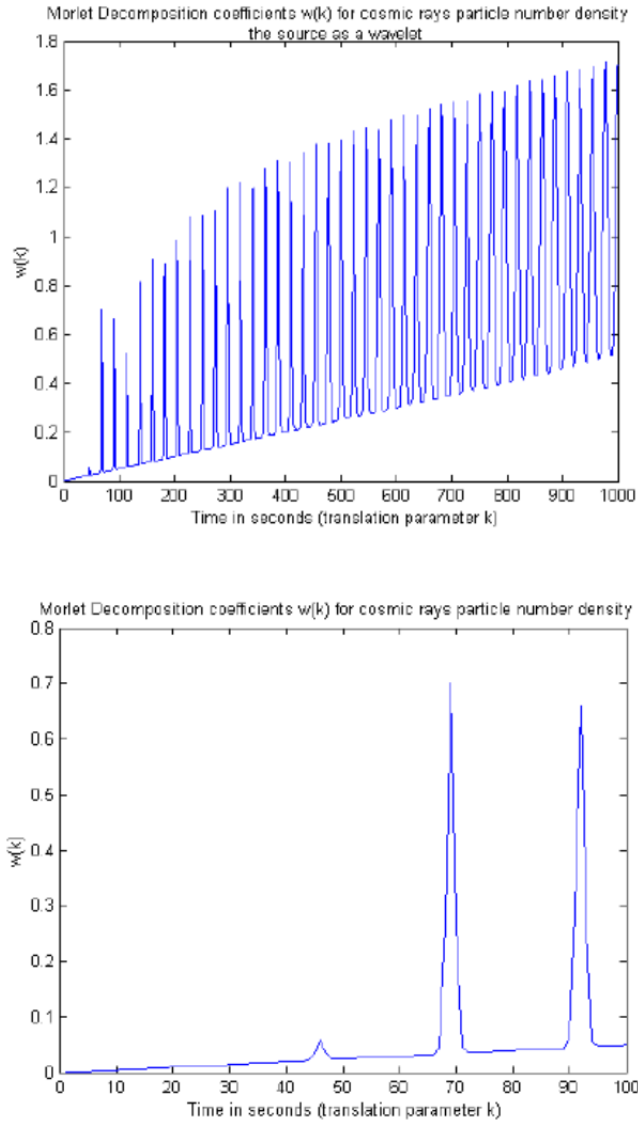 Morlet Decomposition coefficients w(k) for cosmic rays particle number density
the source as a wavelet
1.8
1.6
1.4
1.2
1
0.8
0.6
0.4
0.2
0
w(k)
0 100 200 300 400 500 600 700 800 900 1000
Time in seconds (translation parameter k)
Morlet Decomposition coefficients w(k) for cosmic rays particle number density
0.8
0.7
0.6
0.5
0.4
0.3
0.2
0.1
0
w(k)
0 10 20 30 40 50 60 70 80 90 100
Time in seconds (translation parameter k)